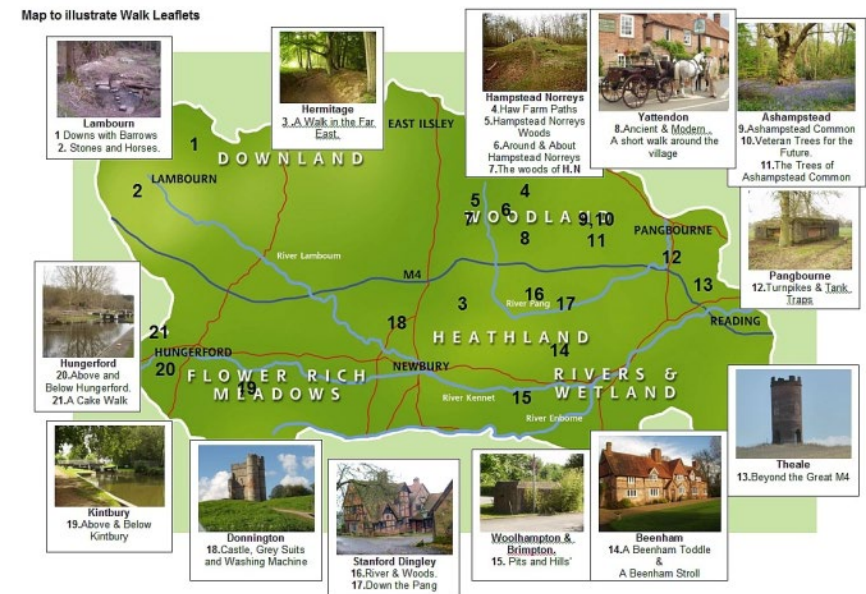 Map to illustrate Walk Leaflets
Lambourn
1 Downs with Barrows
2. Stones and Horses.
Hermitage
3 .A Walk in the Far
East.
Hampstead Norreys
4.Haw Farm Paths
5.Hampstead Norreys
Woods
6.Around & About
Hampstead Norreys
7.The woods of H.N
Yattendon
8.Ancient & Modern .
A short walk around the
village
Ashampstead
9.Ashampstead Common
10.Veteran Trees for the
Future.
11.The Trees of
Ashampstead Common
Pangbourne
12.Turnpikes & Tank
Traps
EAST ILSLEY
1
DOWNLAND
2
LAMBOURN
4
5
6
7
WOODLAND
9, 10
8
11
PANGBOURNE
12
River Lambourn
M4
13
3
16
River Pang
17
READING
18
HEATHLAND
21
HUNGERFORD
20
14
NEWBURY
FLOWER RICH
MEADOWS
19
RIVERS &
WETLAND
River Kennet
15
River Enborne
Hungerford
20.Above and
Below Hungerford.
21.A Cake Walk
Kintbury
19.Above & Below
Kintbury
Donnington
18.Castle, Grey Suits
and Washing Machine
Stanford Dingley
16.River & Woods.
17.Down the Pang
Woolhampton &
Brimpton.
15. Pits and Hills'
Beenham
14.A Beenham Toddle
&
A Beenham Stroll
Theale
13.Beyond the Great M4